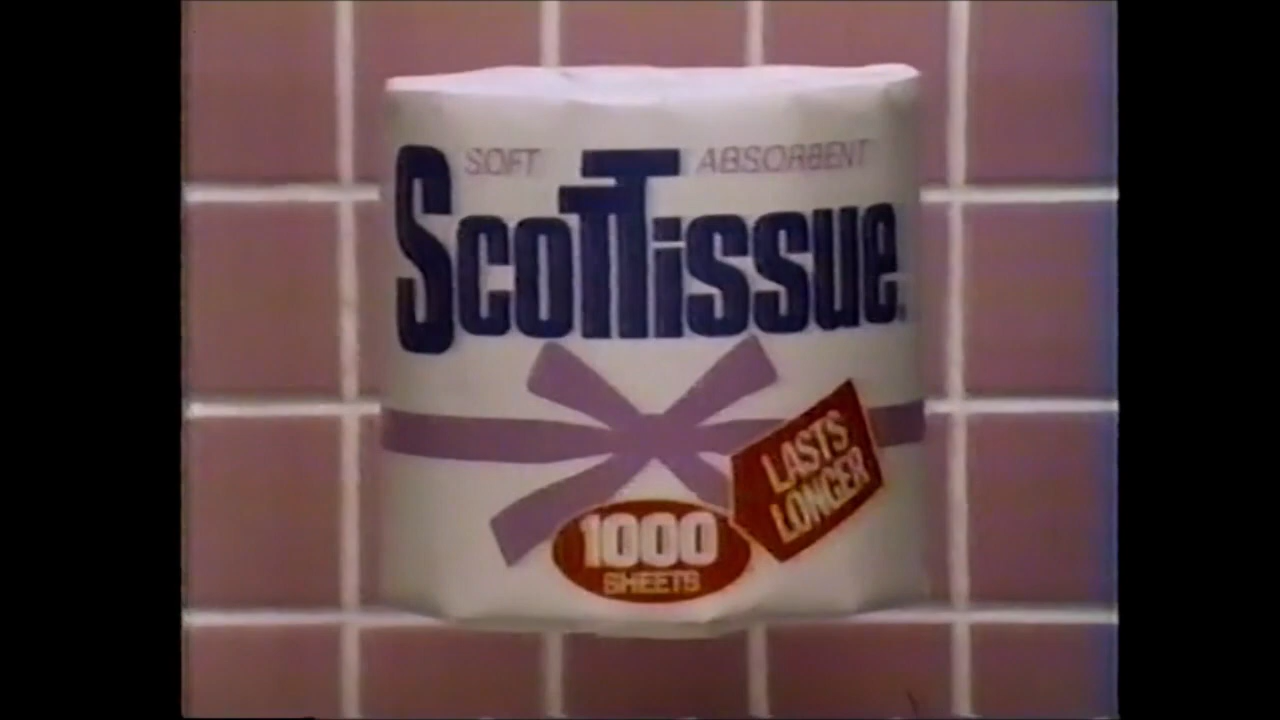 SOFT ABSORBENT
ScotTissue.
LASTS
LONGER
1000
SHEETS